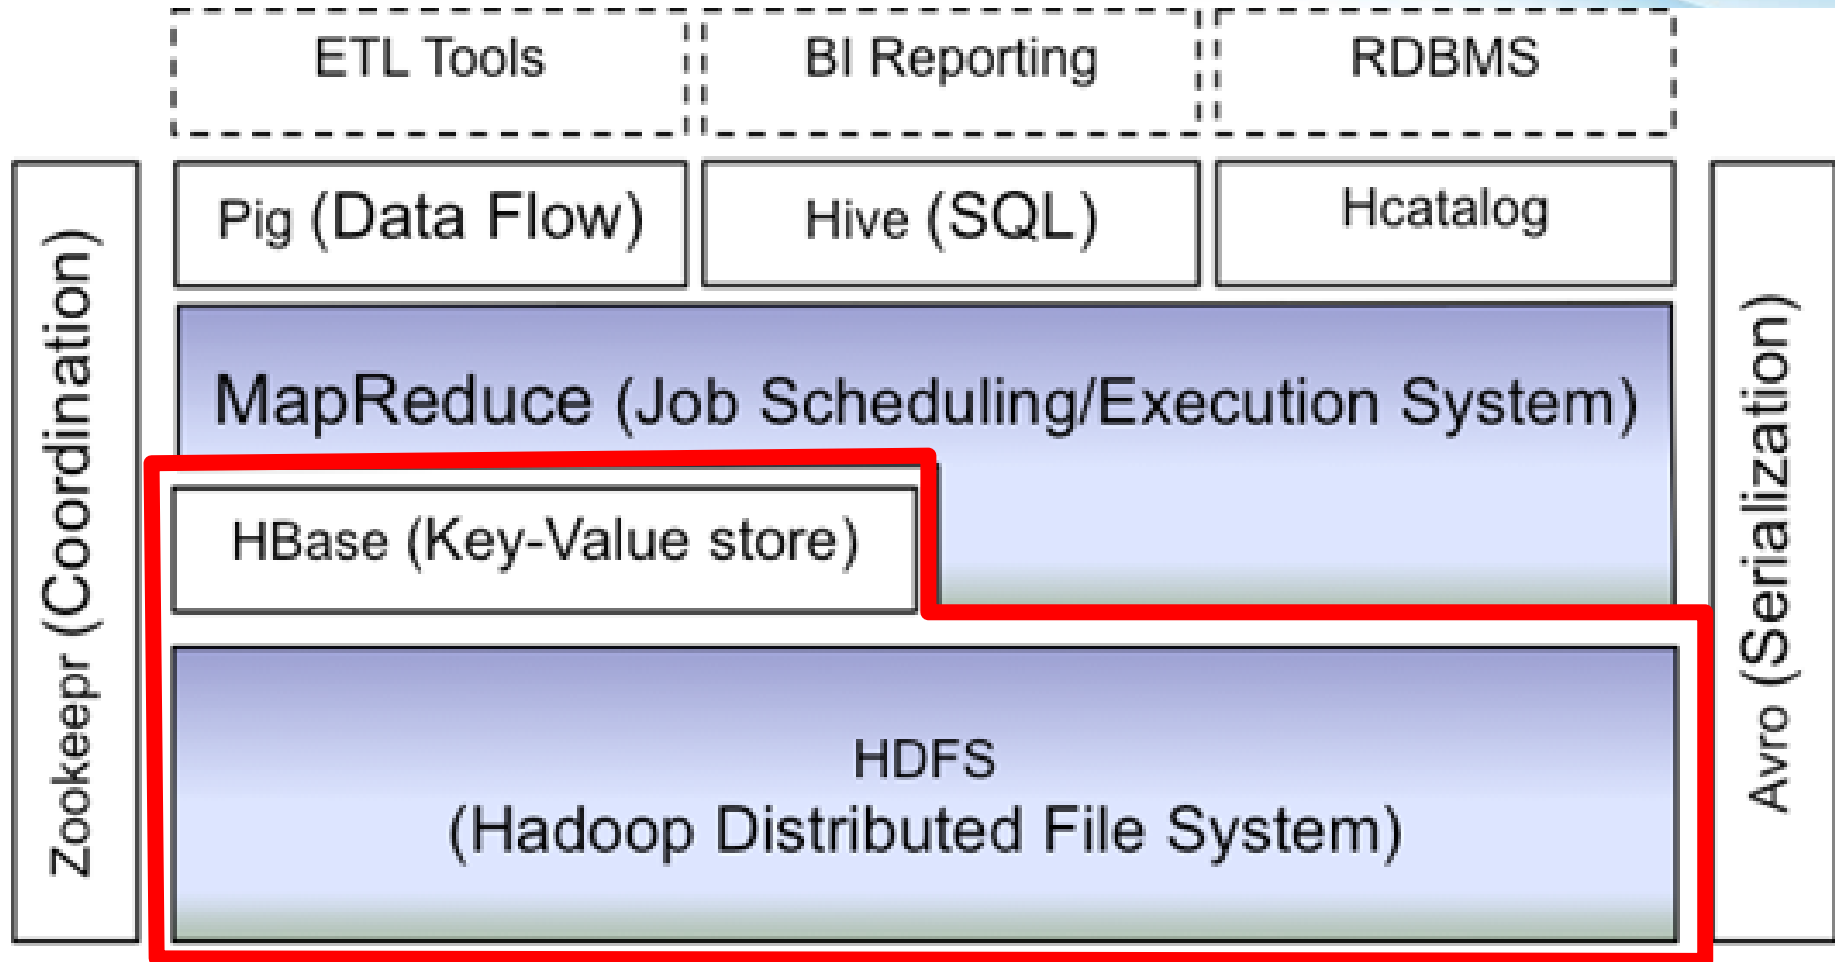 ETL Tools
BI Reporting
RDBMS
Pig (Data Flow)
Hive (SQL)
Hcatalog
Zookeepr (Coordination)
MapReduce (Job Scheduling/Execution System)
HBase (Key-Value store)
HDFS
(Hadoop Distributed File System)
Avro (Serialization)